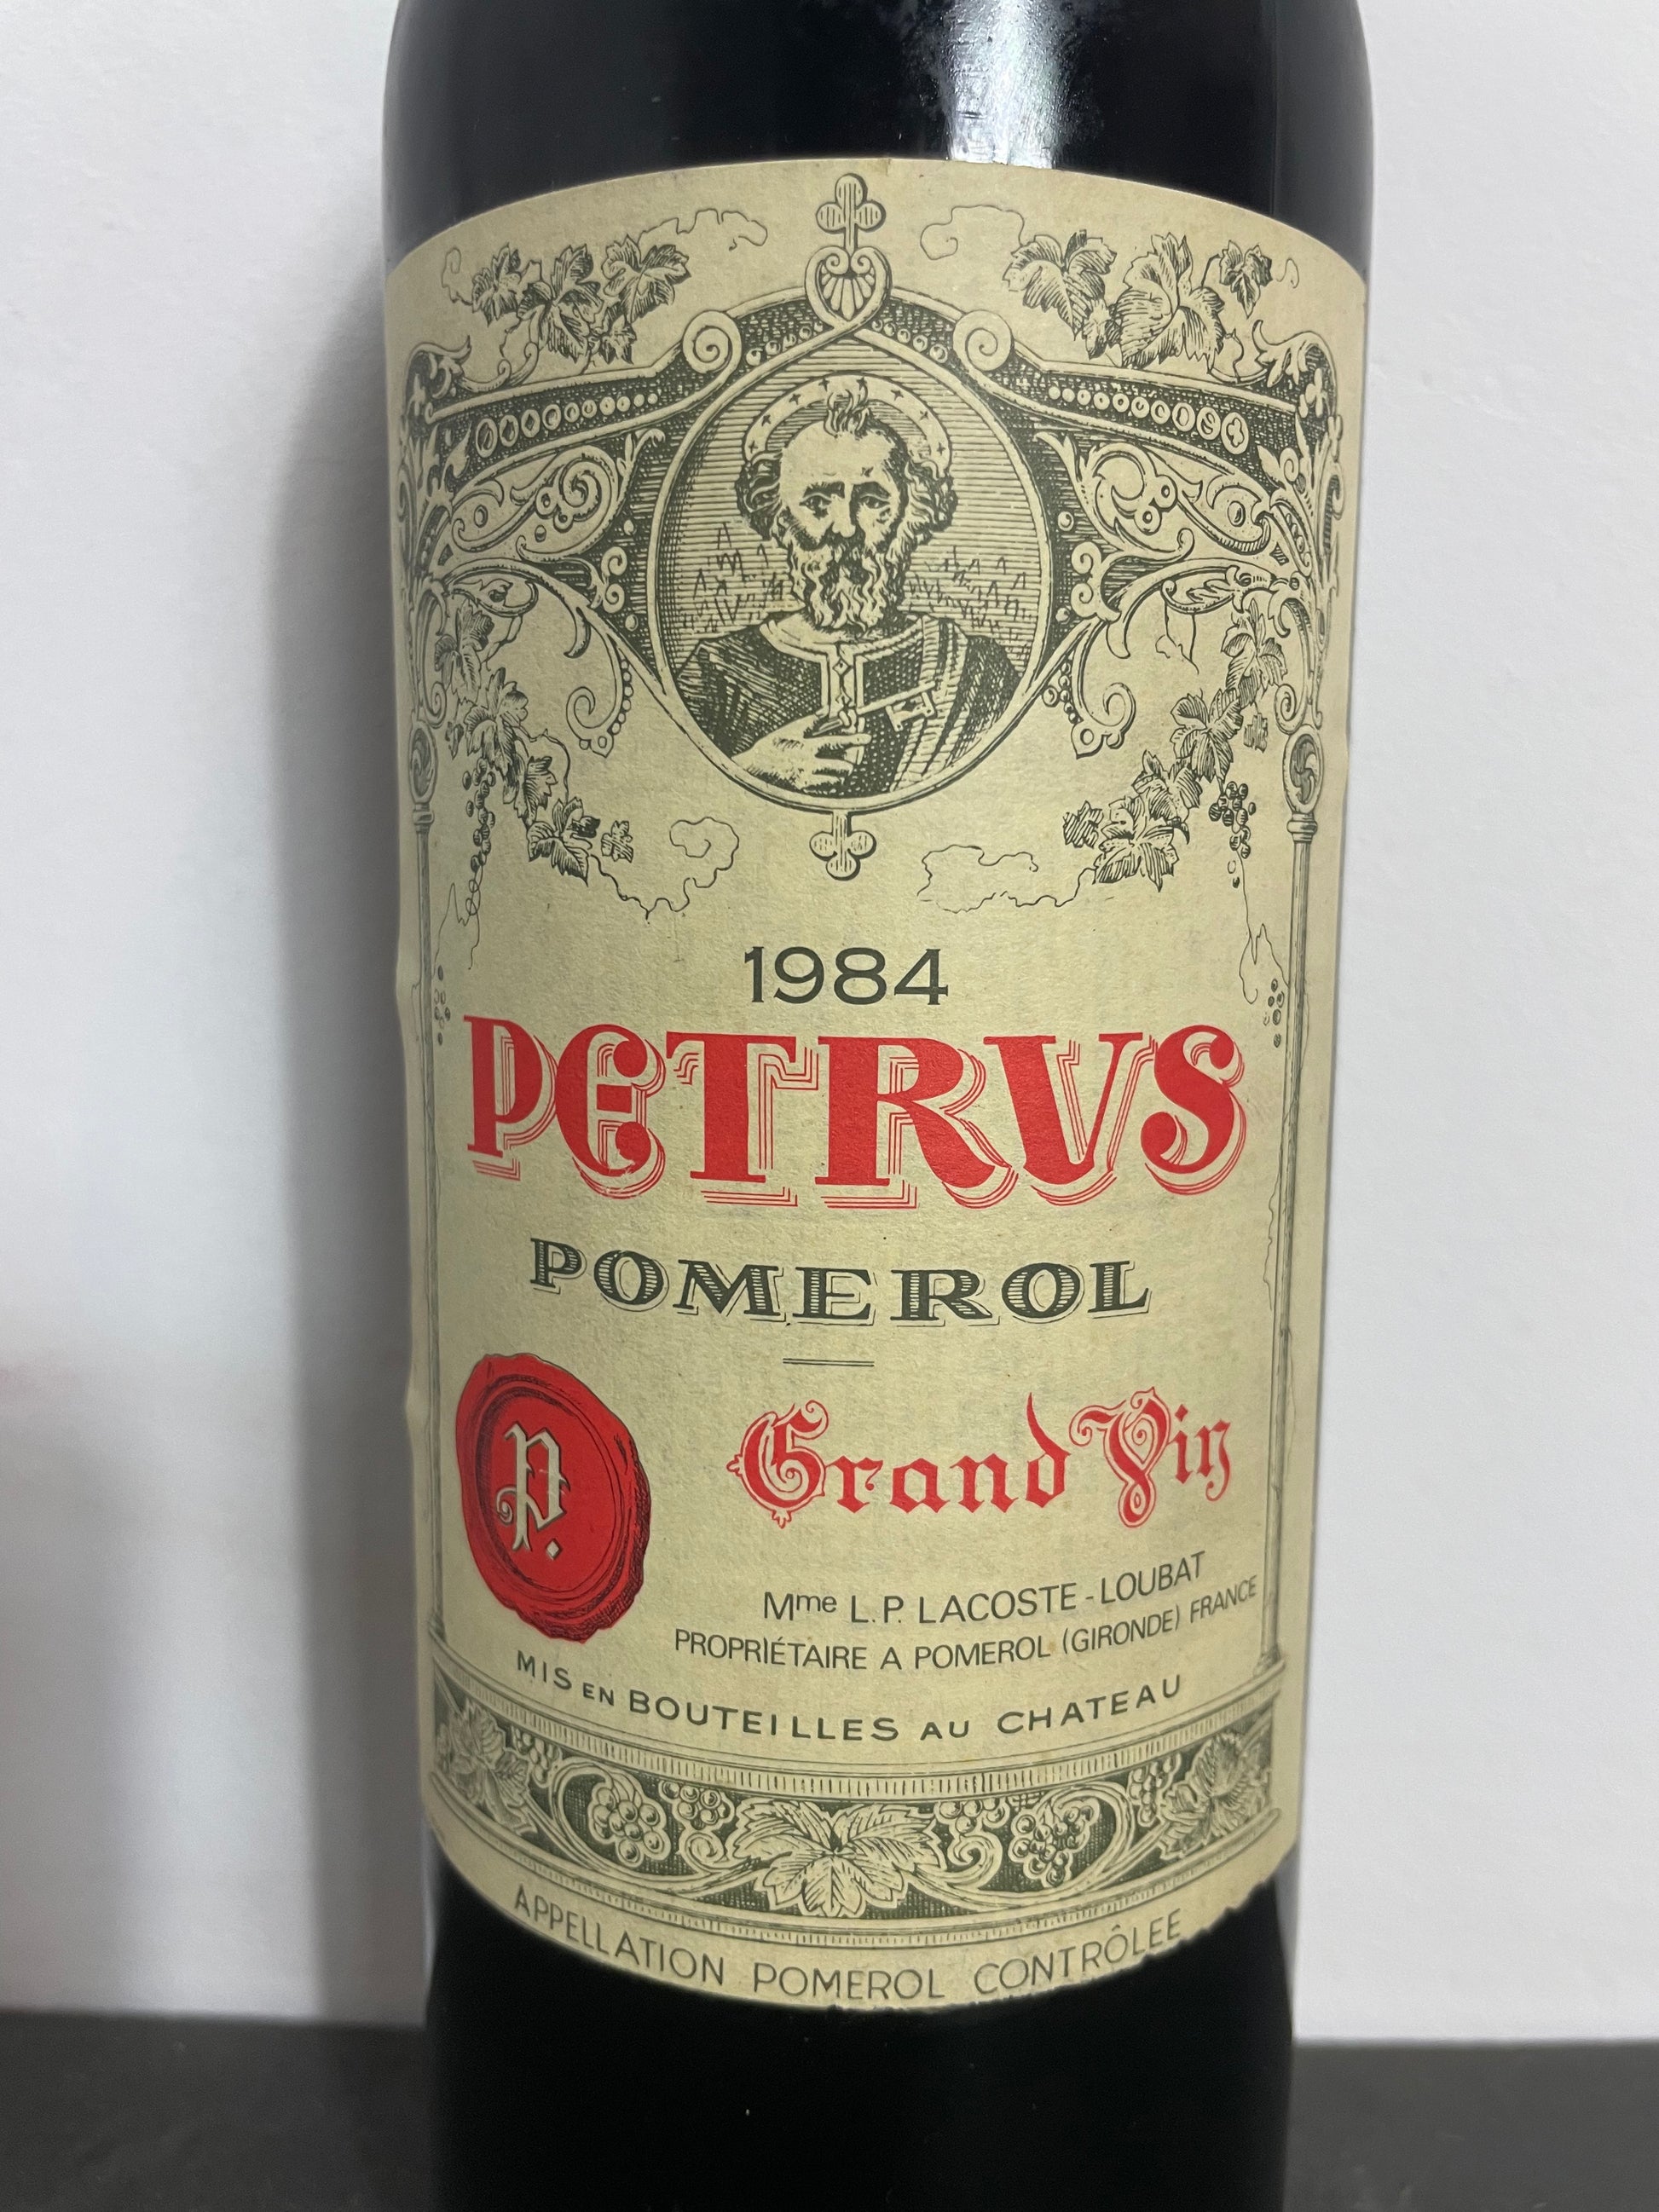 1984
PETRVS
POMEROL
P.
Grand Vin
Mme L.P. LACOSTE-LOUBAT
PROPRIÉTAIRE A POMEROL (GIRONDE) FRANCE
MIS EN BOUTEILLES AU CHATEAU
APPELLATION POMEROL CONTRÔLÉE